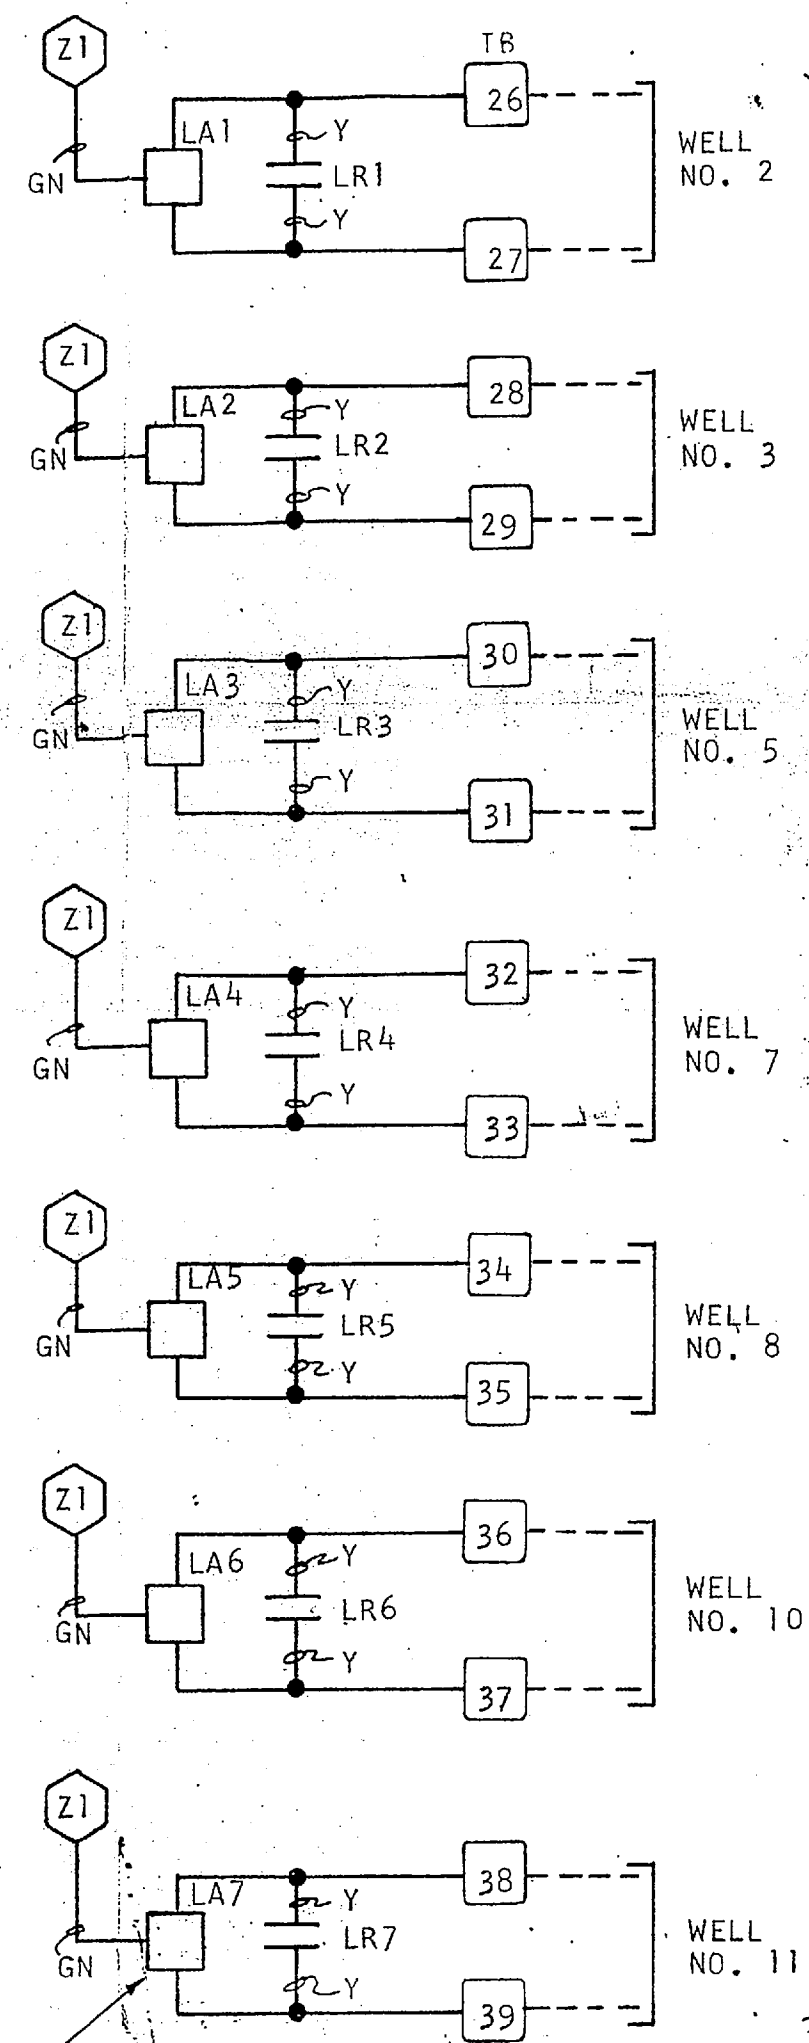 Z1
TB
26
LA1
Y
WELL
NO. 2
GN
LR1
Y
27
Z1
28
LA2
Y
WELL
NO. 3
GN
LR2
Y
29
Z1
30
LA3
Y
WELL
NO. 5
GN
LR3
Y
31
Z1
32
LA4
Y
WELL
NO. 7
GN
LR4
Y
33
Z1
34
LA5
Y
WELL
NO. 8
GN
LR5
Y
35
Z1
36
LA6
Y
WELL
NO. 10
GN
LR6
Y
37
Z1
38
LA7
Y
WELL
NO. 11
GN
LR7
Y
39